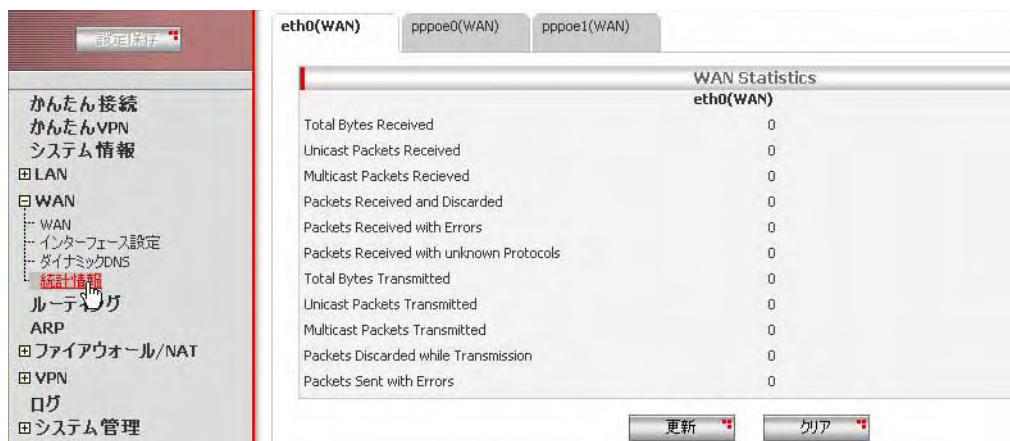 設定保存
かんたん接続
かんたんVPN
システム情報
LAN
WAN
WAN
インターフェース設定
ダイナミックDNS
統計情報
ルーティング
ARP
ファイアウォール/NAT
VPN
ログ
システム管理
eth0(WAN) pppoe0(WAN) pppoe1(WAN)
WAN Statistics
eth0(WAN)
Total Bytes Received 0
Unicast Packets Received 0
Multicast Packets Recieved 0
Packets Received and Discarded 0
Packets Received with Errors 0
Packets Received with unknown Protocols 0
Total Bytes Transmitted 0
Unicast Packets Transmitted 0
Multicast Packets Transmitted 0
Packets Discarded while Transmission 0
Packets Sent with Errors 0
更新 クリア